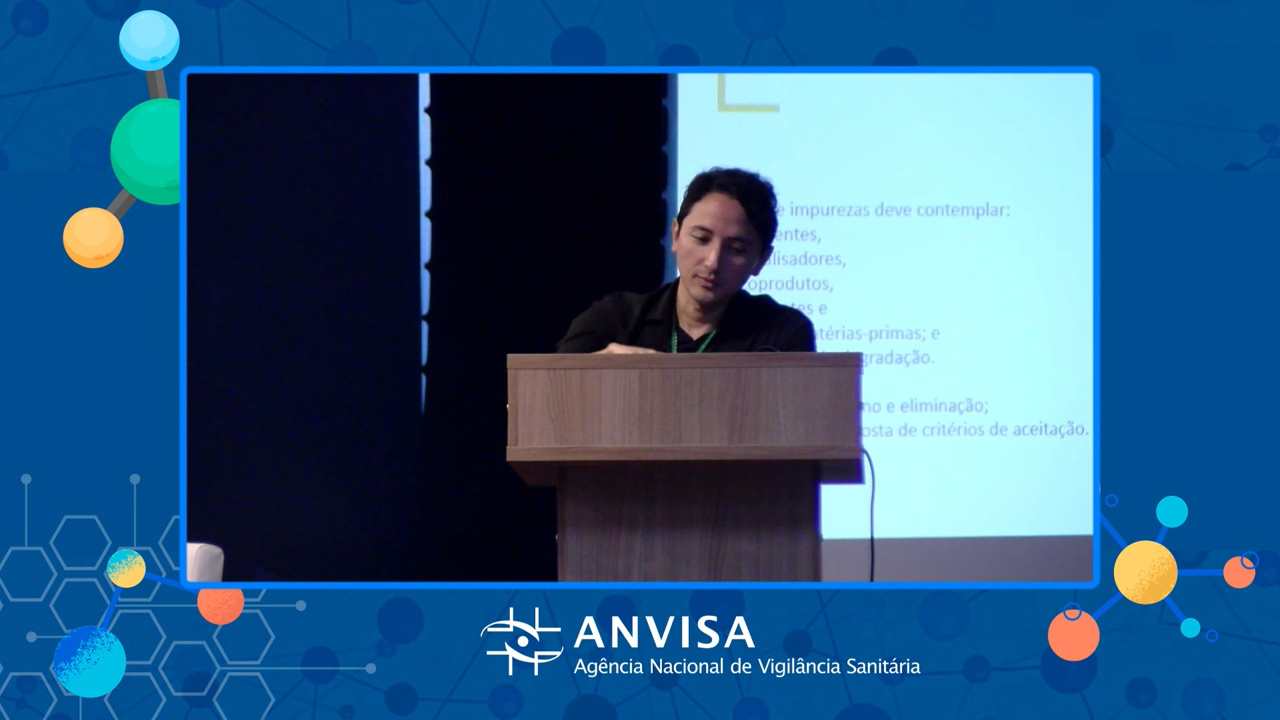 e impurezas deve contemplar:
entes,
lisadores,
oprodutos,
tes e
térias-primas; e
gradação.
no e eliminação;
osta de critérios de aceitação.
ANVISA
Agência Nacional de Vigilância Sanitária